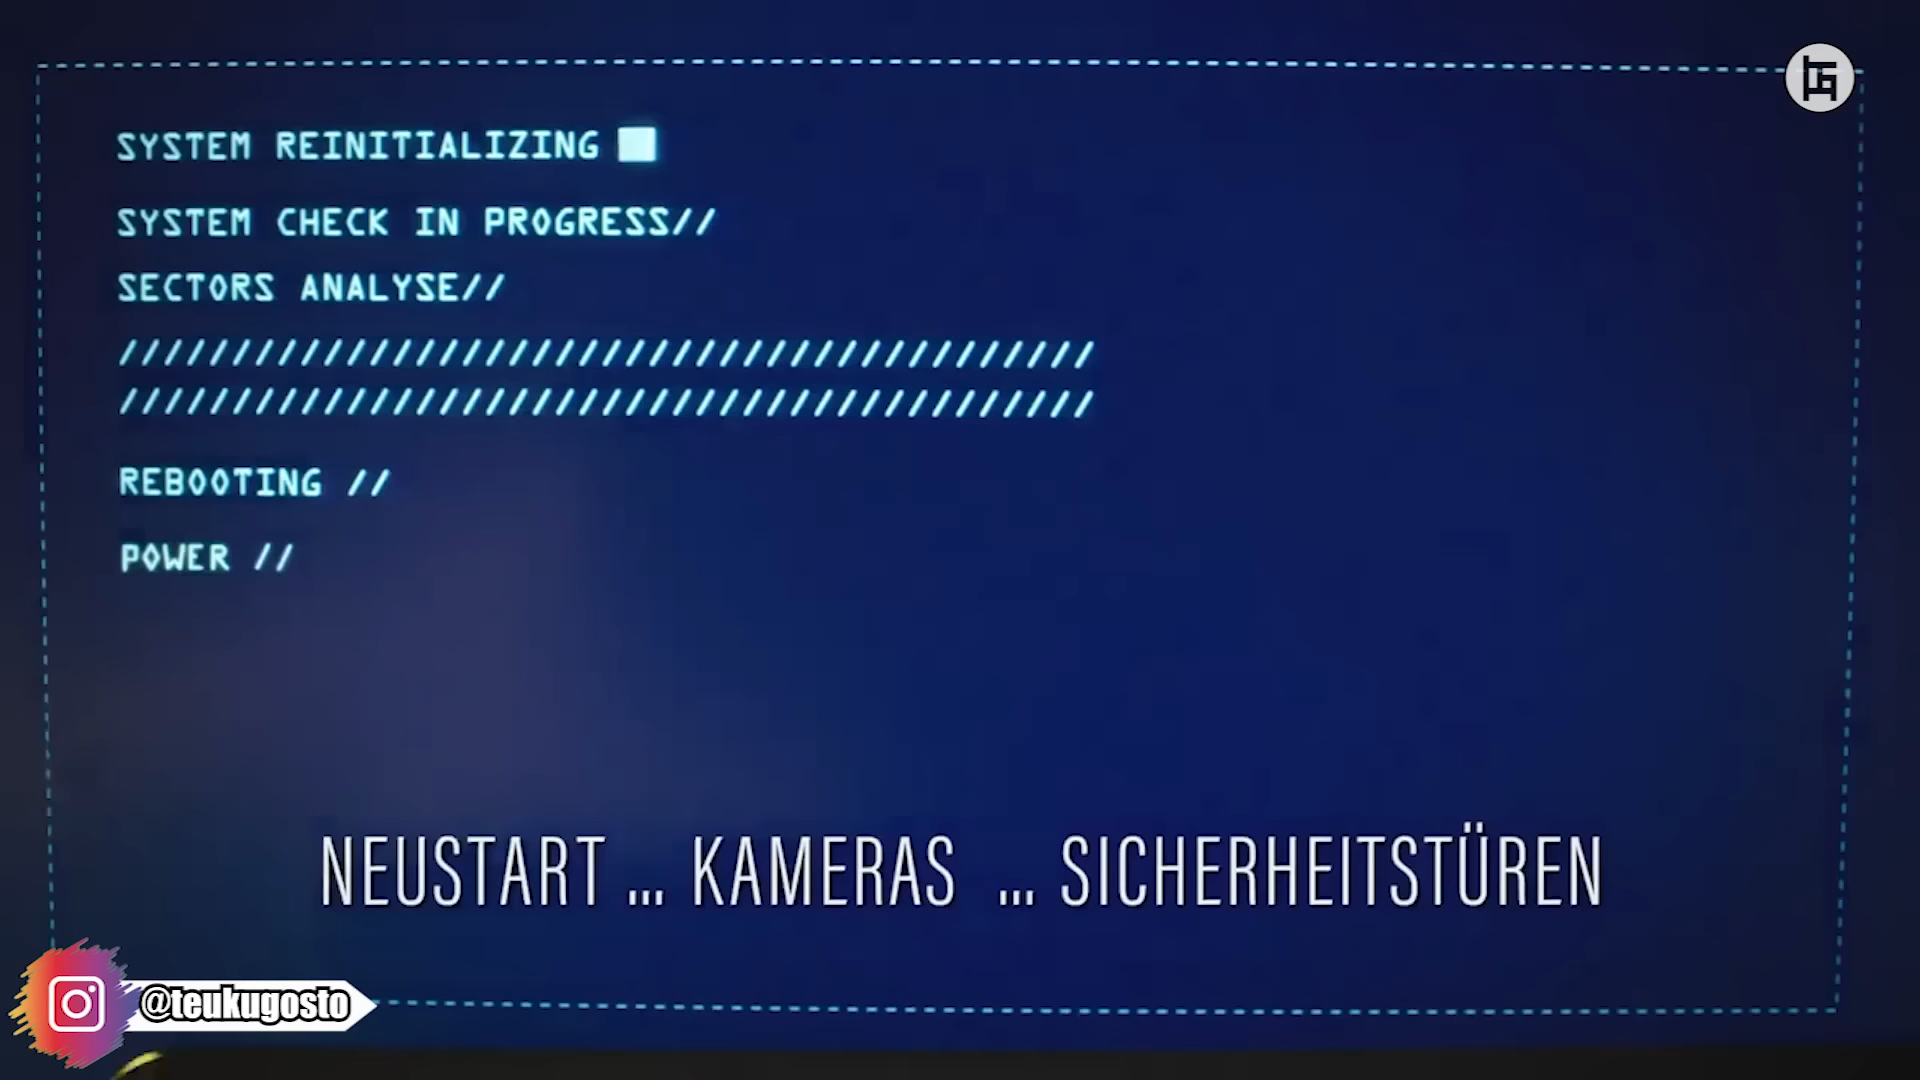 SYSTEM REINITIALIZING
SYSTEM CHECK IN PROGRESS//
SECTORS ANALYSE//
//////////////////////////////////////////
//////////////////////////////////////////
REBOOTING //
POWER //
NEUSTART ... KAMERAS ... SICHERHEITSTÜREN
@teukugosto